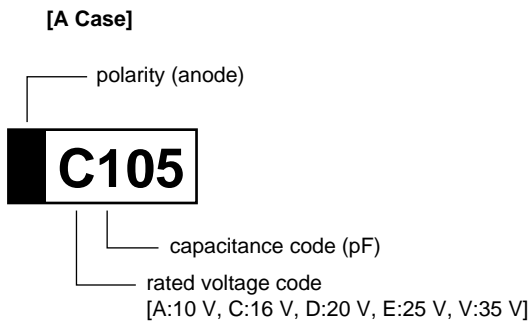 [A Case]
polarity (anode)
C105
capacitance code (pF)
rated voltage code
[A:10 V, C:16 V, D:20 V, E:25 V, V:35 V]